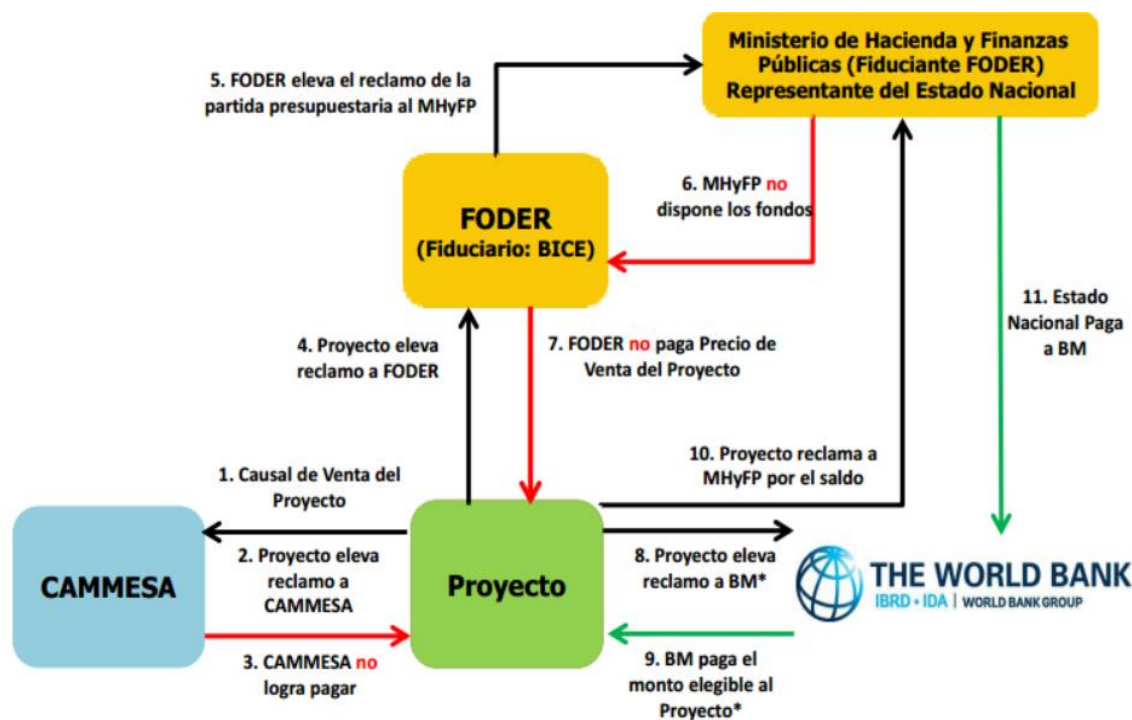 Ministerio de Hacienda y Finanzas
Públicas (Fiduciante FODER)
Representante del Estado Nacional
5. FODER eleva el reclamo de la
partida presupuestaria al MHyFP
6. MHyFP no
dispone los fondos
FODER
(Fiduciario: BICE)
11. Estado
Nacional Paga
a BM
4. Proyecto eleva
reclamo a FODER
7. FODER no paga Precio de
Venta del Proyecto
10. Proyecto reclama a
MHyFP por el saldo
1. Causal de Venta del
Proyecto
CAMMESA
2. Proyecto eleva
reclamo a
CAMMESA
Proyecto
8. Proyecto eleva
reclamo a BM*
THE WORLD BANK
IBRD • IDA | WORLD BANK GROUP
3. CAMMESA no
logra pagar
9. BM paga el
monto elegible al
Proyecto*